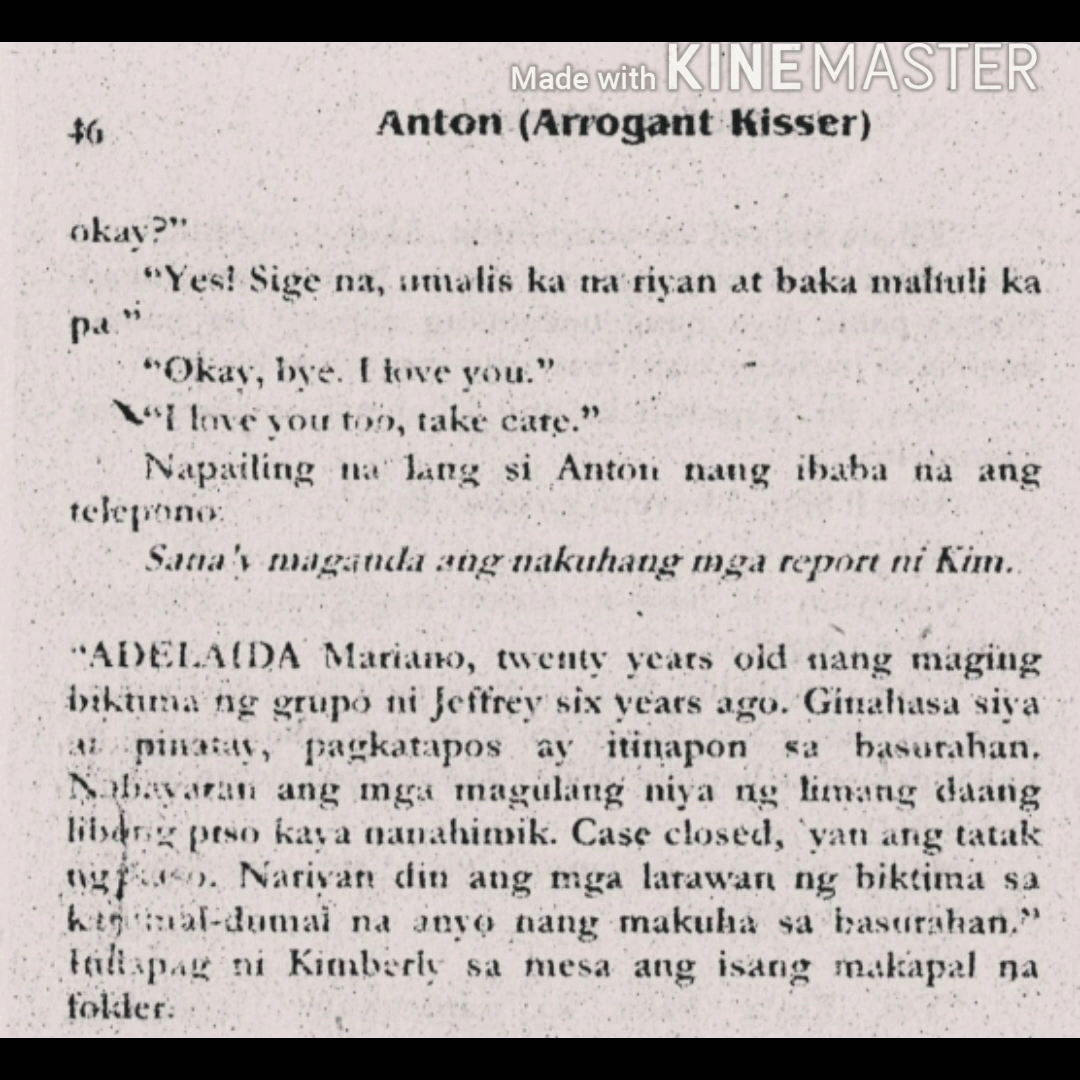 Made with KINEMASTER
46 Anton (Arrogant Kisser)
okay?”
“Yes! Sige na, umalis ka na riyan at baka mahuli ka
pa.”
“Okay, bye. I love you.”
“I love you too, take care.”
Napailing na lang si Anton nang ibaba na ang
telepono.
Sana'y maganda ang nakuhang mga report ni Kim.
“ADELAIDA Mariano, twenty years old nang maging
biktima ng grupo ni Jeffrey six years ago. Ginahasa siya
at pinatay, pagkatapos ay itinapon sa basurahan.
Nabayaran ang mga magulang niya ng limang daang
libong piso kaya nanahimik. Case closed, 'yan ang tatak
ng kaso. Nariyan din ang mga larawan ng biktima sa
karimal-dumal na anyo nang makuha sa basurahan.”
Inilapag ni Kimberly sa mesa ang isang makapal na
folder.